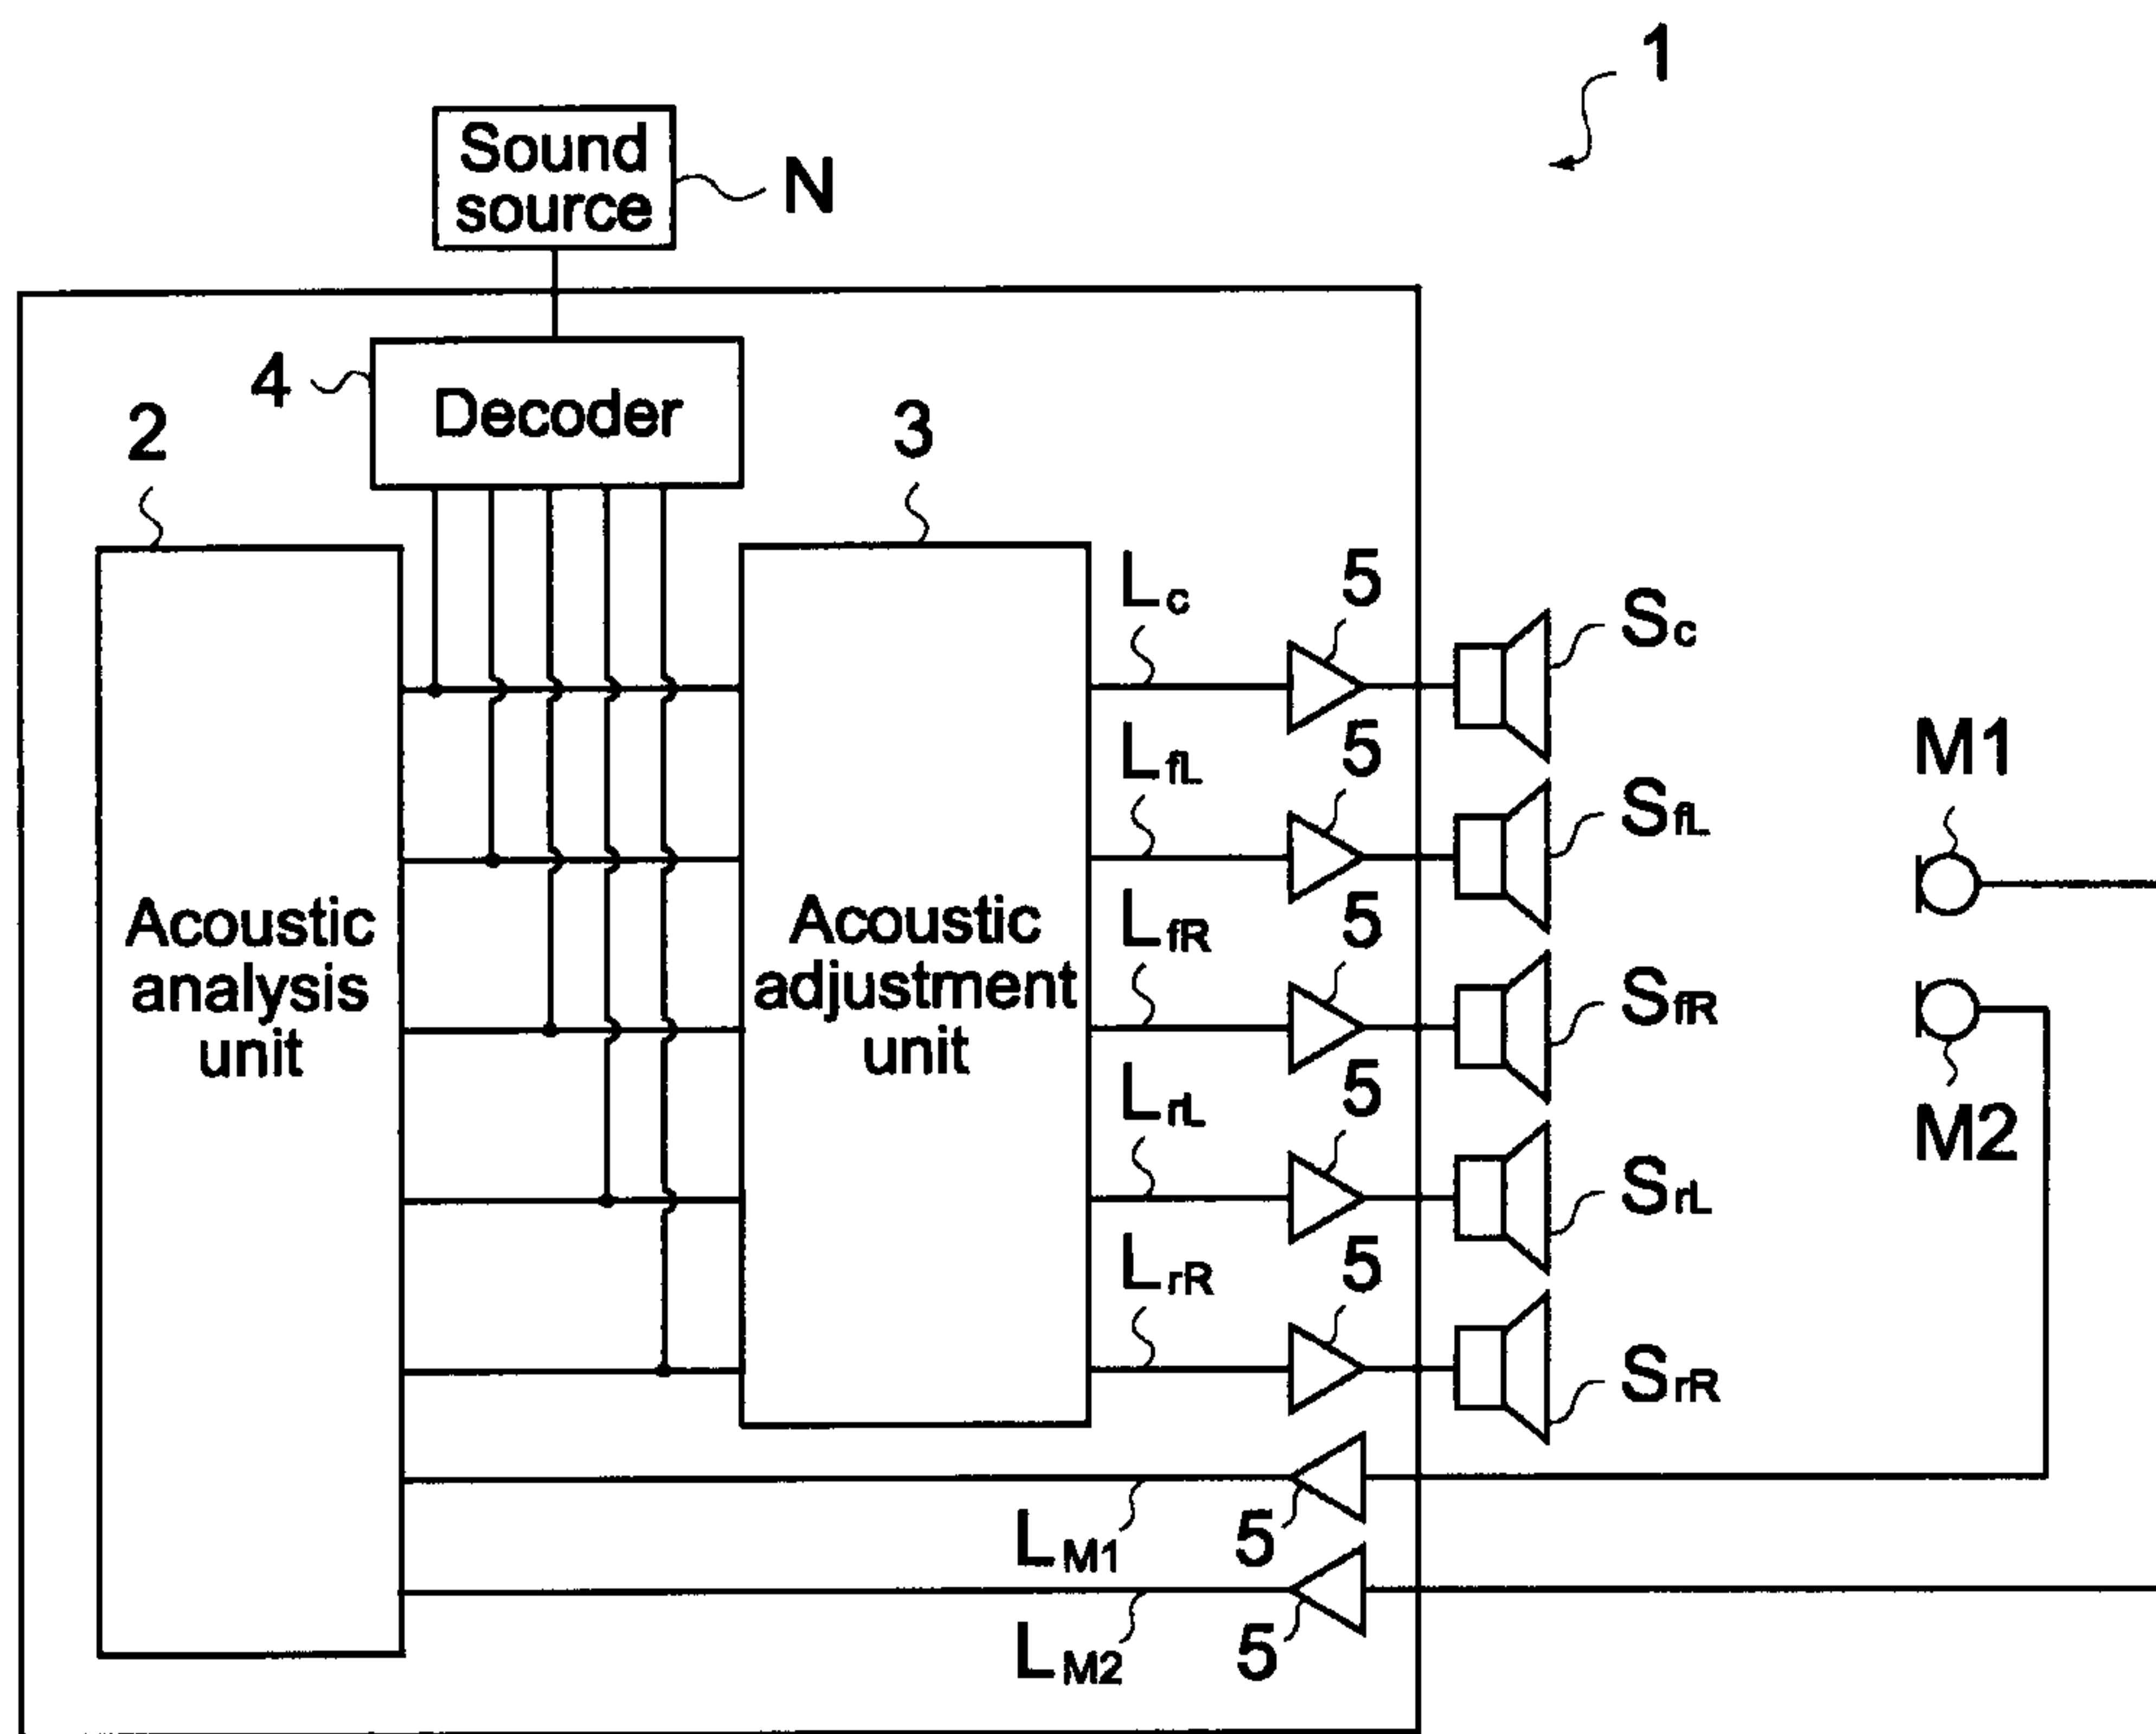 1
Sound
source
N
4
Decoder
2
3
Acoustic
analysis
unit
Acoustic
adjustment
unit
Lc
5
Sc
LfL
5
SfL
LfR
5
SfR
LrL
5
SrL
LrR
5
SrR
M1
M2
LM1
5
LM2
5